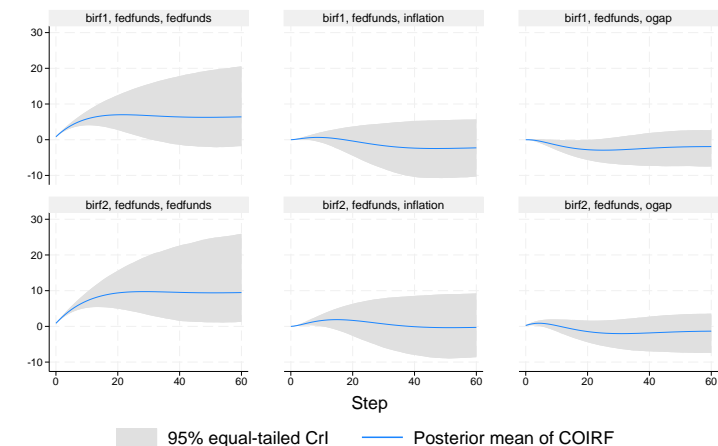 birf1, fedfunds, fedfunds
birf1, fedfunds, inflation
birf1, fedfunds, ogap
30
20
10
0
-10
birf2, fedfunds, fedfunds
birf2, fedfunds, inflation
birf2, fedfunds, ogap
30
20
10
0
-10
0 20 40 60
0 20 40 60
0 20 40 60
Step
95% equal-tailed CrI
Posterior mean of COIRF